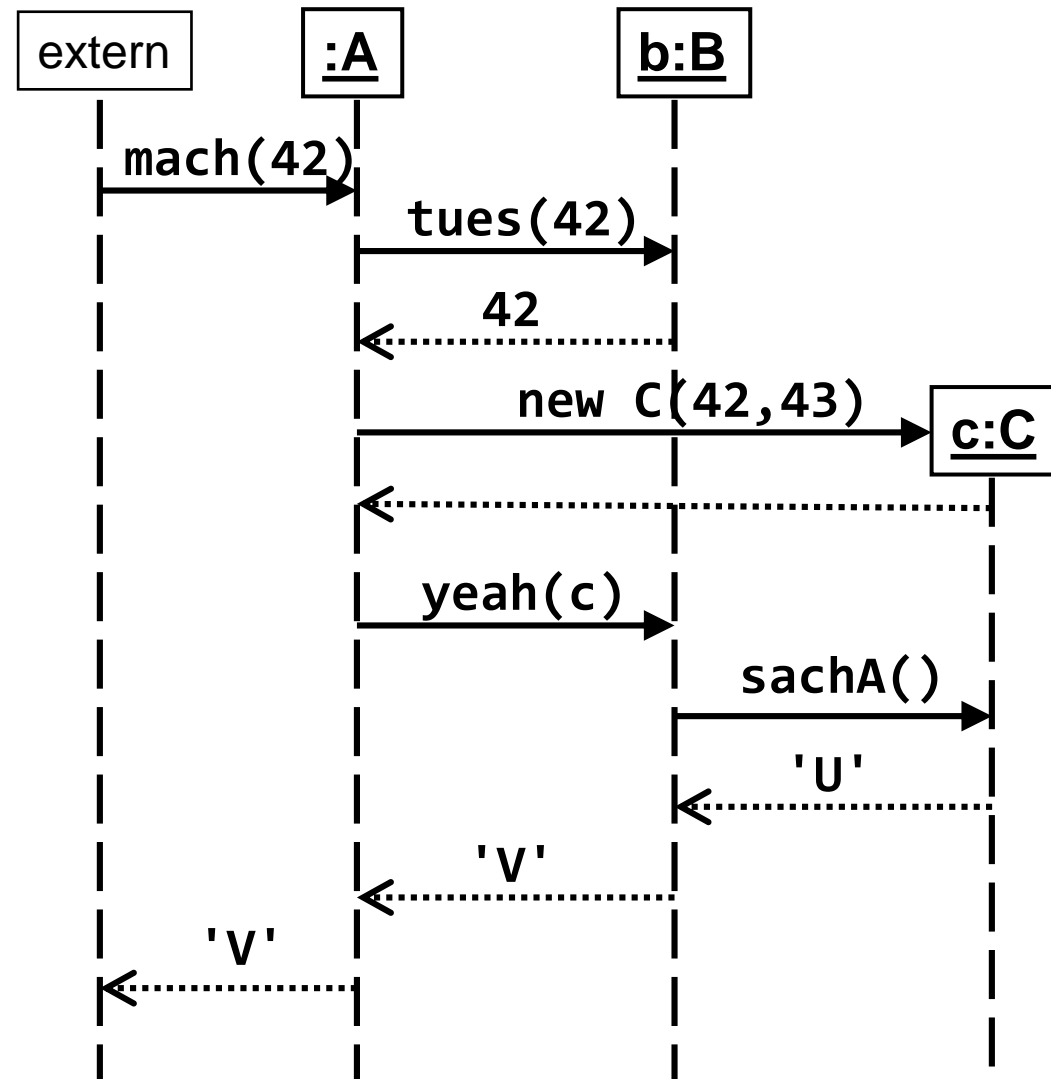 extern
:A
b:B
mach(42)
tues(42)
42
new C(42,43)
c:C
yeah(c)
sachA()
'U'
'V'
'V'